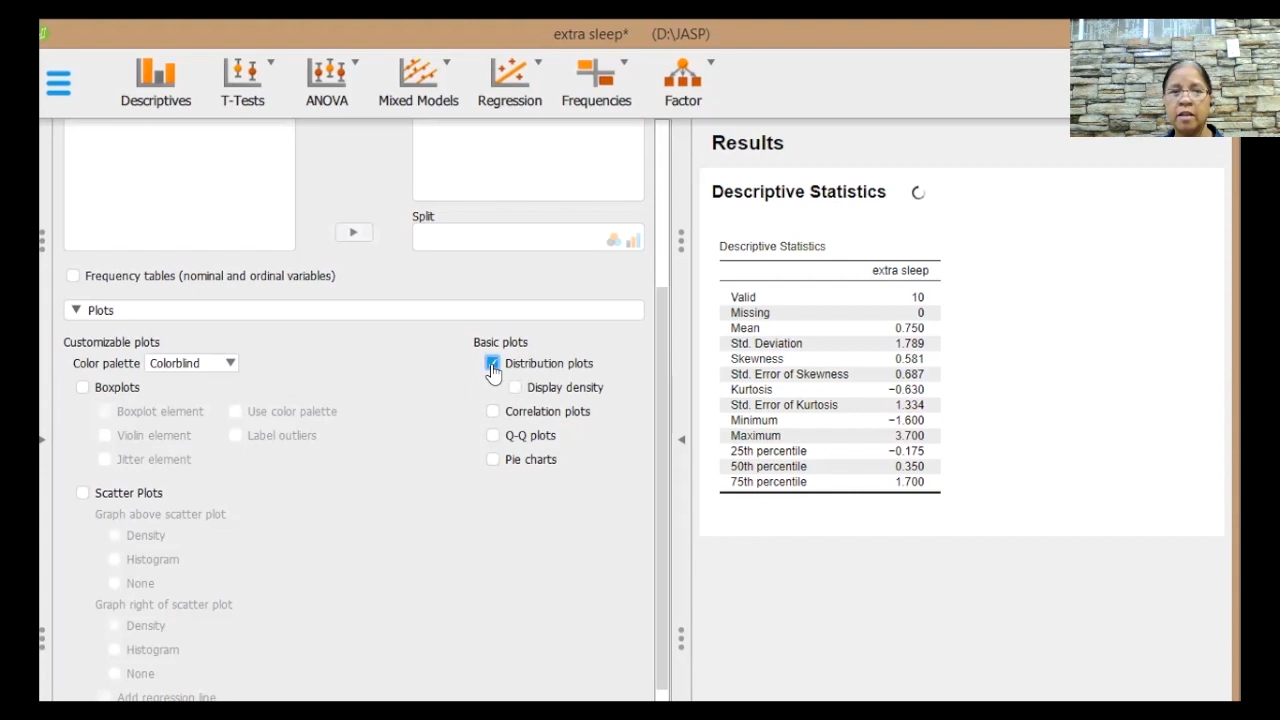 extra sleep* (D:\JASP)
Descriptives
T-Tests
ANOVA
Mixed Models
Regression
Frequencies
Factor
Split
Frequency tables (nominal and ordinal variables)
Plots
Customizable plots
Color palette Colorblind
Boxplots
Boxplot element Use color palette
Violin element Label outliers
Jitter element
Scatter Plots
Graph above scatter plot
Density
Histogram
None
Graph right of scatter plot
Density
Histogram
None
Add regression line
Basic plots
Distribution plots
Display density
Correlation plots
Q-Q plots
Pie charts
Results
Descriptive Statistics
Descriptive Statistics
extra sleep
Valid 10
Missing 0
Mean 0.750
Std. Deviation 1.789
Skewness 0.581
Std. Error of Skewness 0.687
Kurtosis −0.630
Std. Error of Kurtosis 1.334
Minimum −1.600
Maximum 3.700
25th percentile −0.175
50th percentile 0.350
75th percentile 1.700